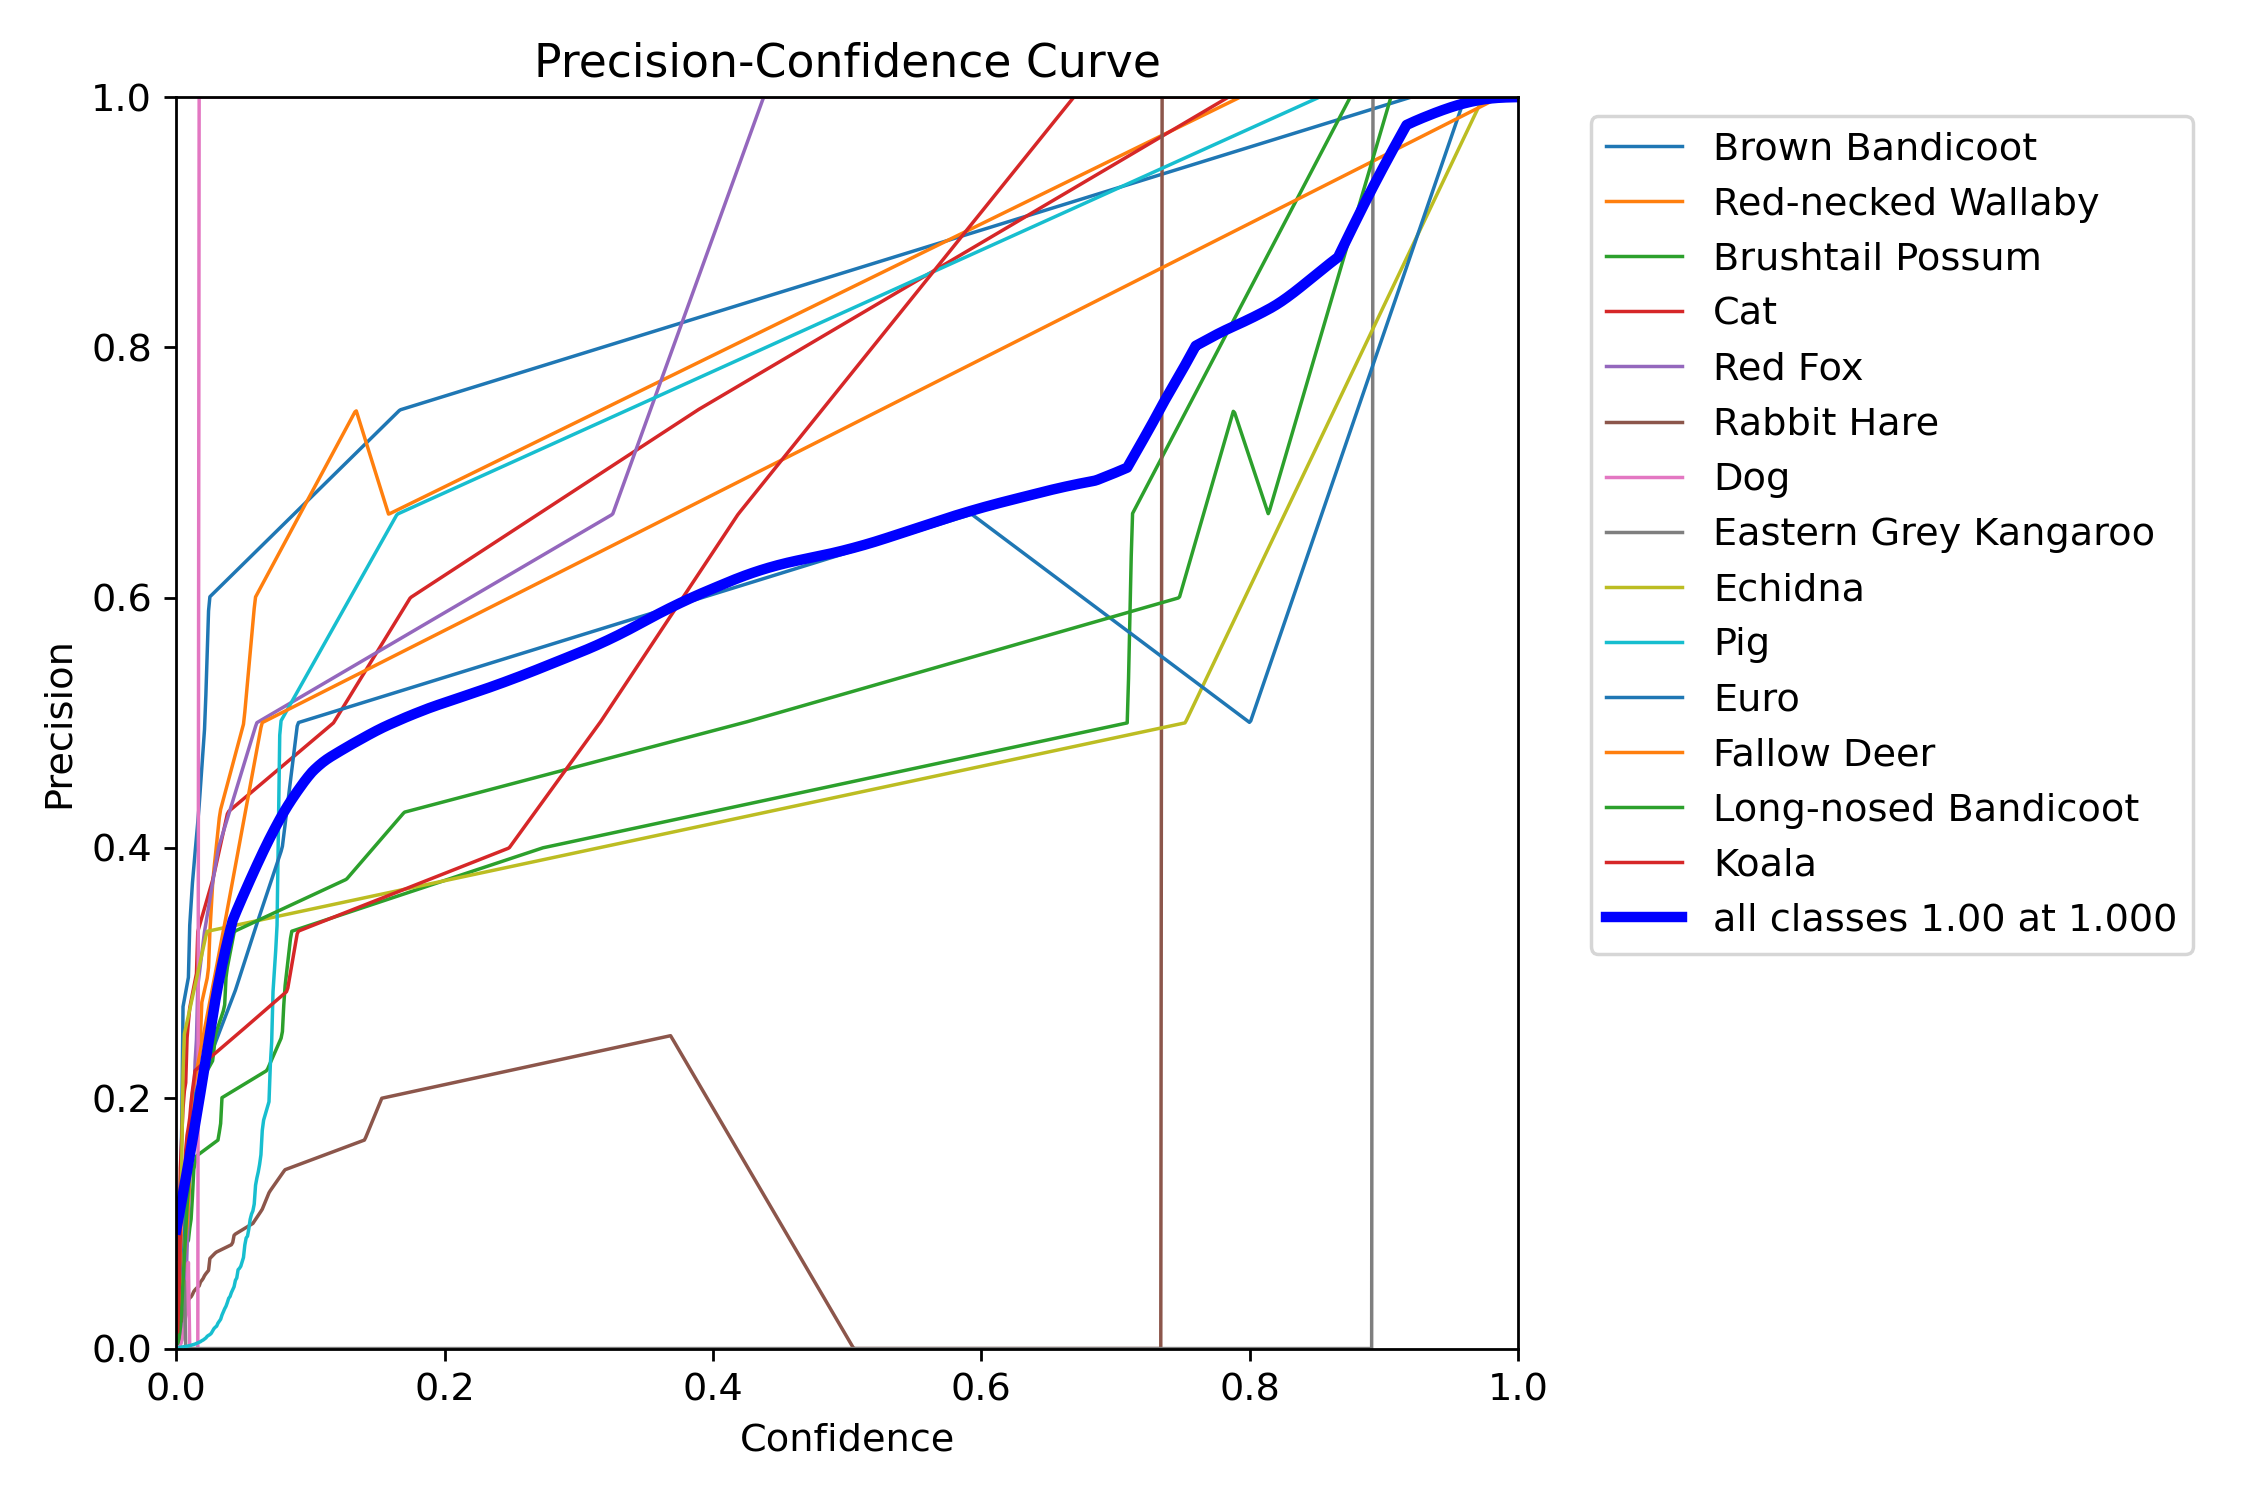 Precision-Confidence Curve
1.0
0.8
0.6
0.4
0.2
0.0
Precision
0.0 0.2 0.4 0.6 0.8 1.0
Confidence
Brown Bandicoot
Red-necked Wallaby
Brushtail Possum
Cat
Red Fox
Rabbit Hare
Dog
Eastern Grey Kangaroo
Echidna
Pig
Euro
Fallow Deer
Long-nosed Bandicoot
Koala
all classes 1.00 at 1.000